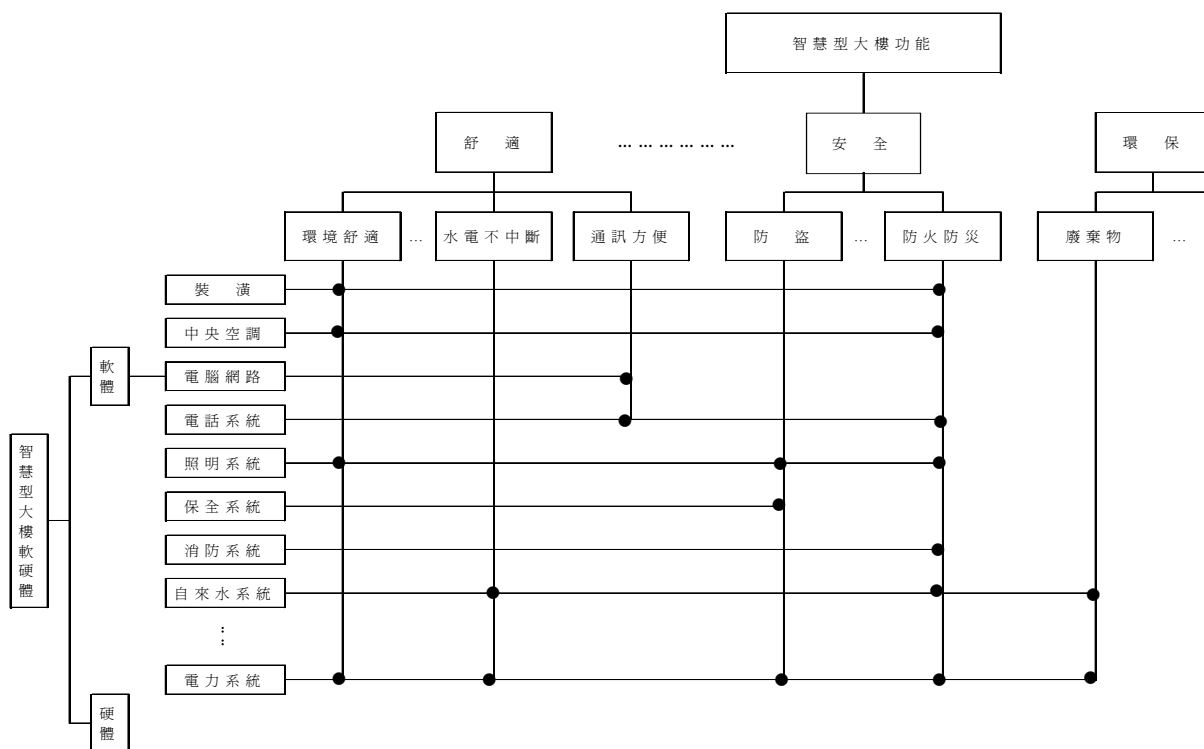 智慧型大樓功能
舒 適
… … … … … …
安 全
環 保
環境舒適
…
水電不中斷
通訊方便
防 盜
…
防火防災
廢棄物
…
裝 潢
中央空調
軟體
電腦網路
電話系統
智慧型大樓軟硬體
照明系統
保全系統
消防系統
自來水系統
⋮
電力系統
硬體